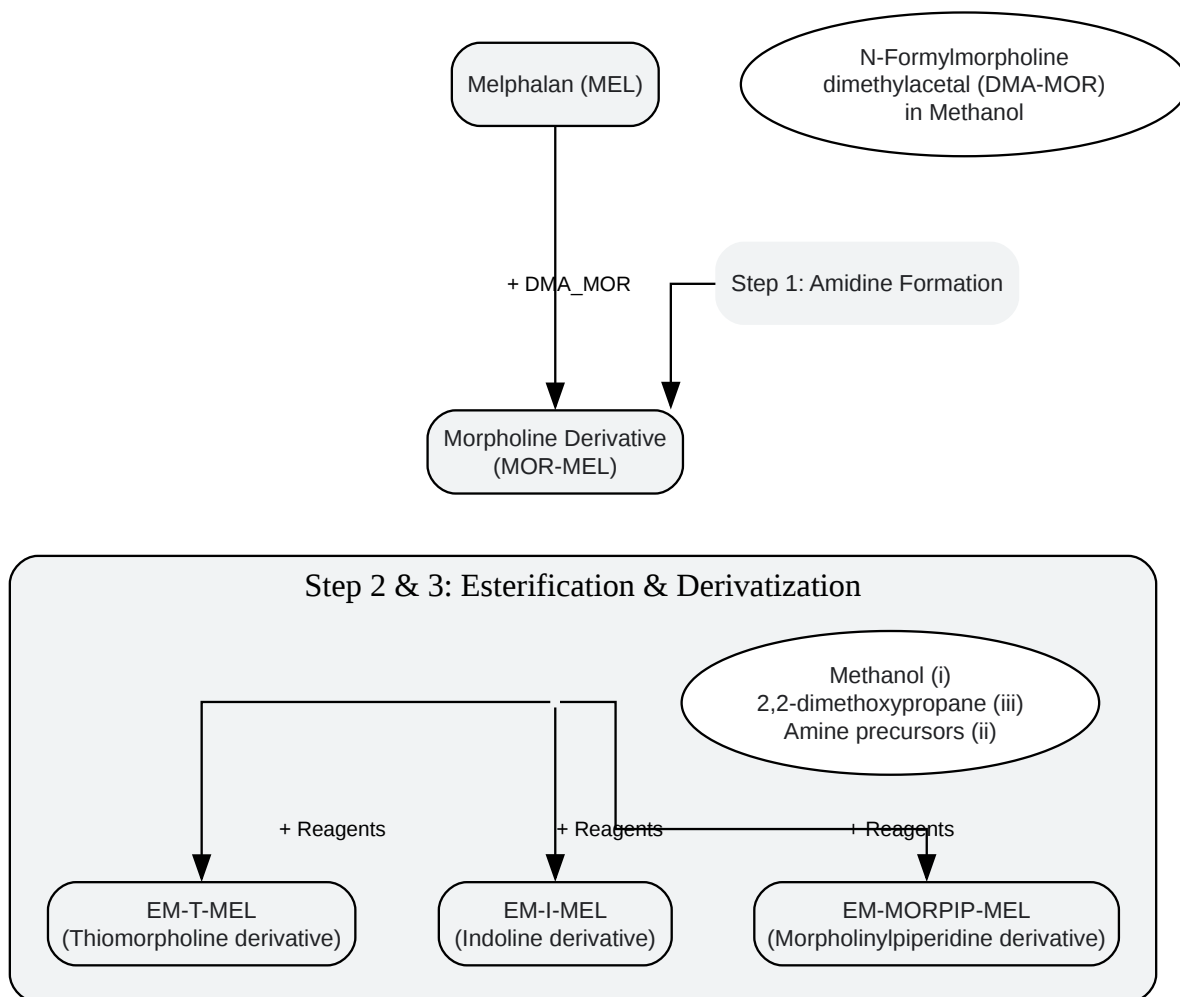 Melphalan (MEL)
N-Formylmorpholine
dimethylacetal (DMA-MOR)
in Methanol
+ DMA_MOR
Step 1: Amidine Formation
Morpholine Derivative
(MOR-MEL)
Step 2 & 3: Esterification & Derivatization
Methanol (i)
2,2-dimethoxypropane (iii)
Amine precursors (ii)
+ Reagents
+ Reagents
+ Reagents
EM-T-MEL
(Thiomorpholine derivative)
EM-I-MEL
(Indoline derivative)
EM-MORPIP-MEL
(Morpholinylpiperidine derivative)